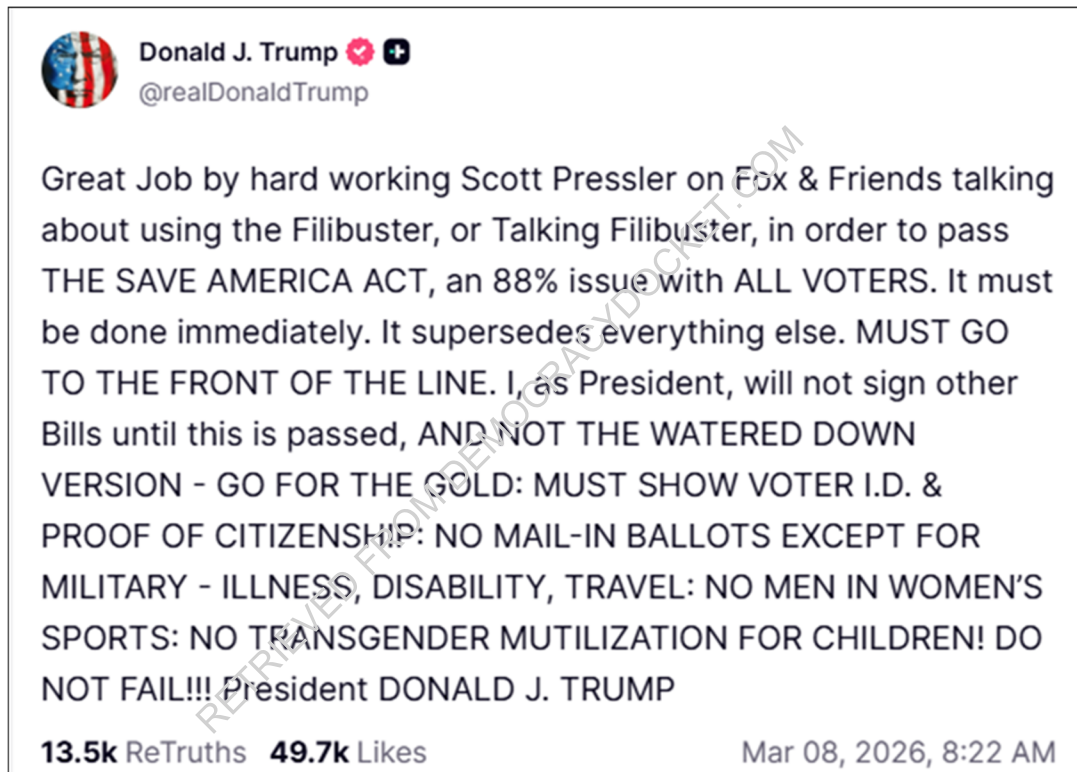 Donald J. Trump
@realDonaldTrump
Great Job by hard working Scott Pressler on Fox & Friends talking
about using the Filibuster, or Talking Filibuster, in order to pass
THE SAVE AMERICA ACT, an 88% issue with ALL VOTERS. It must
be done immediately. It supersedes everything else. MUST GO
TO THE FRONT OF THE LINE. I, as President, will not sign other
Bills until this is passed, AND NOT THE WATERED DOWN
VERSION - GO FOR THE GOLD: MUST SHOW VOTER I.D. &
PROOF OF CITIZENSHIP: NO MAIL-IN BALLOTS EXCEPT FOR
MILITARY - ILLNESS, DISABILITY, TRAVEL: NO MEN IN WOMEN'S
SPORTS: NO TRANSGENDER MUTILIZATION FOR CHILDREN! DO
NOT FAIL!!! President DONALD J. TRUMP
13.5k ReTruths 49.7k Likes Mar 08, 2026, 8:22 AM
RETRIEVED FROM DEMOCRACYDOCKET.COM